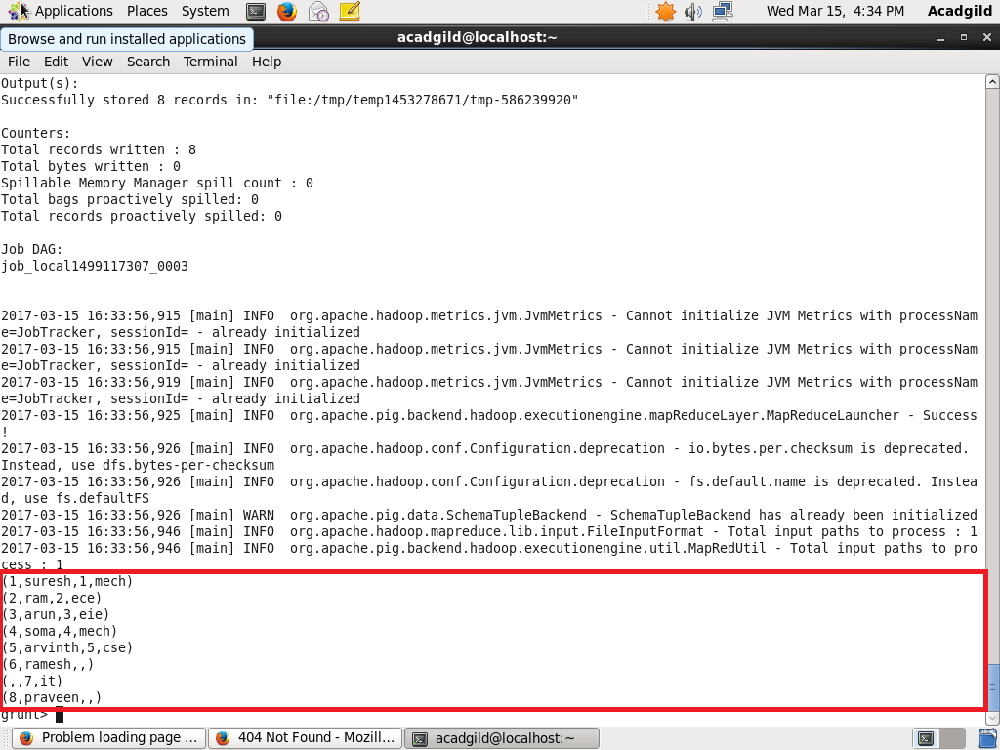 Applications Places System Wed Mar 15, 4:34 PM Acadgild
Browse and run installed applications
acadgild@localhost:~
File Edit View Search Terminal Help
Output(s):
Successfully stored 8 records in: "file:/tmp/temp1453278671/tmp-586239920"
Counters:
Total records written : 8
Total bytes written : 0
Spillable Memory Manager spill count : 0
Total bags proactively spilled: 0
Total records proactively spilled: 0
Job DAG:
job_local1499117307_0003
2017-03-15 16:33:56,915 [main] INFO  org.apache.hadoop.metrics.jvm.JvmMetrics - Cannot initialize JVM Metrics with processNam
e=JobTracker, sessionId= - already initialized
2017-03-15 16:33:56,915 [main] INFO  org.apache.hadoop.metrics.jvm.JvmMetrics - Cannot initialize JVM Metrics with processNam
e=JobTracker, sessionId= - already initialized
2017-03-15 16:33:56,919 [main] INFO  org.apache.hadoop.metrics.jvm.JvmMetrics - Cannot initialize JVM Metrics with processNam
e=JobTracker, sessionId= - already initialized
2017-03-15 16:33:56,925 [main] INFO  org.apache.pig.backend.hadoop.executionengine.mapReduceLayer.MapReduceLauncher - Success
!
2017-03-15 16:33:56,926 [main] INFO  org.apache.hadoop.conf.Configuration.deprecation - io.bytes.per.checksum is deprecated.
Instead, use dfs.bytes-per-checksum
2017-03-15 16:33:56,926 [main] INFO  org.apache.hadoop.conf.Configuration.deprecation - fs.default.name is deprecated. Instea
d, use fs.defaultFS
2017-03-15 16:33:56,926 [main] WARN  org.apache.pig.data.SchemaTupleBackend - SchemaTupleBackend has already been initialized
2017-03-15 16:33:56,946 [main] INFO  org.apache.hadoop.mapreduce.lib.input.FileInputFormat - Total input paths to process : 1
2017-03-15 16:33:56,946 [main] INFO  org.apache.pig.backend.hadoop.executionengine.util.MapRedUtil - Total input paths to pro
cess : 1
(1,suresh,1,mech)
(2,ram,2,ece)
(3,arun,3,eie)
(4,soma,4,mech)
(5,arvinth,5,cse)
(6,ramesh,,)
(,,7,it)
(8,praveen,,)
grunt>
Problem loading page ... 404 Not Found - Mozill... acadgild@localhost:~